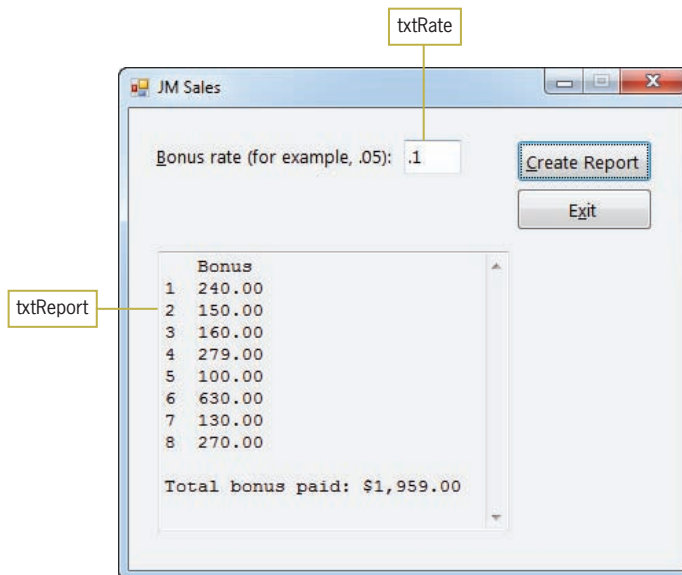 txtRate
JM Sales
Bonus rate (for example, .05): .1
Create Report
Exit
txtReport
Bonus
1 240.00
2 150.00
3 160.00
4 279.00
5 100.00
6 630.00
7 130.00
8 270.00
Total bonus paid: $1,959.00